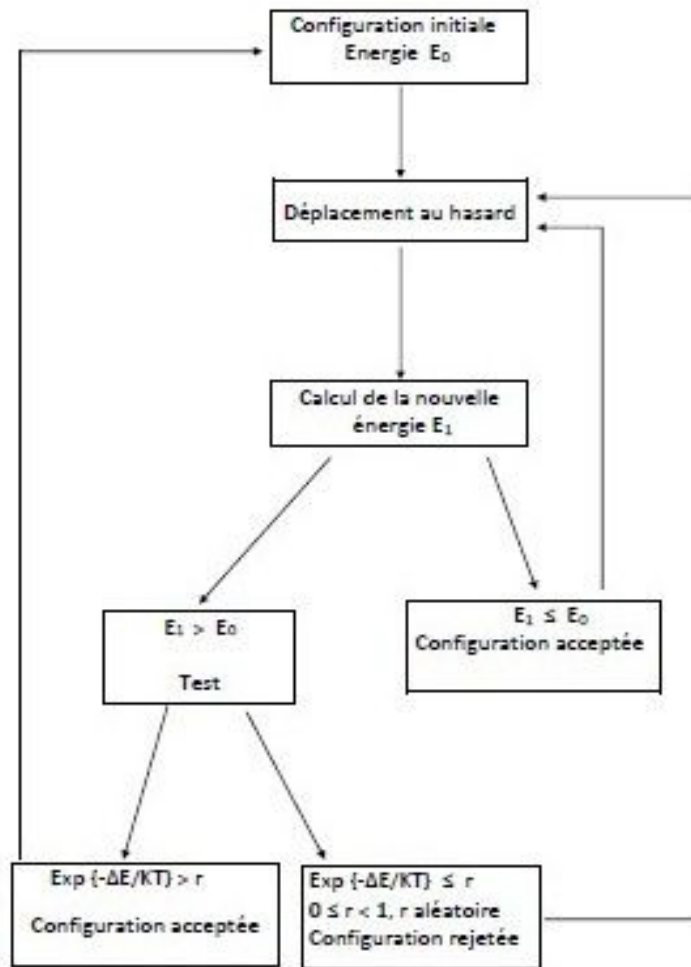 Configuration initiale
Energie E₀
Déplacement au hasard
Calcul de la nouvelle
énergie E₁
E₁ > E₀
Test
E₁ ≤ E₀
Configuration acceptée
Exp {-ΔE/KT} > r
Configuration acceptée
Exp {-ΔE/KT} ≤ r
0 ≤ r < 1, r aléatoire
Configuration rejetée